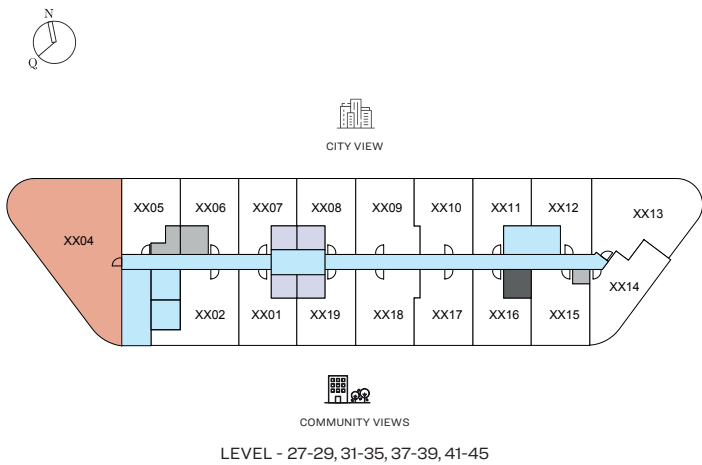 N
Q
CITY VIEW
XX05 XX06 XX07 XX08 XX09 XX10 XX11 XX12
XX13
XX04
XX14
XX02 XX01 XX19 XX18 XX17 XX16 XX15
COMMUNITY VIEWS
LEVEL - 27-29, 31-35, 37-39, 41-45